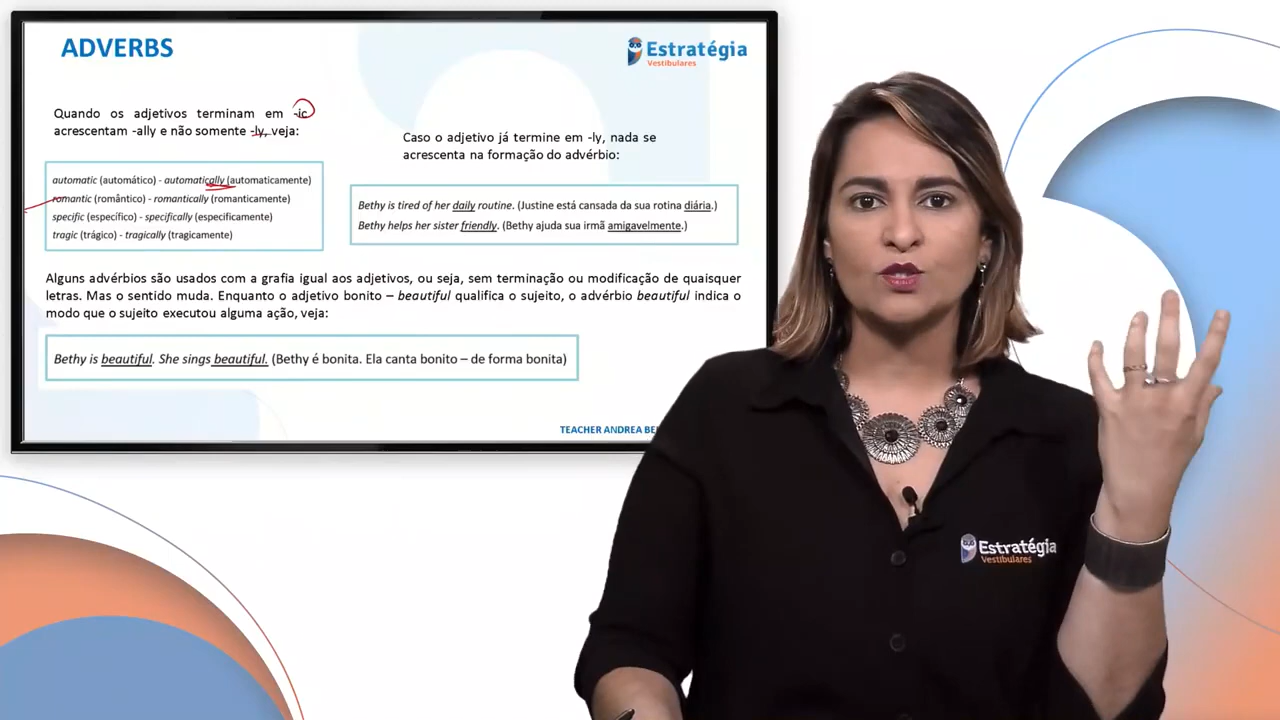 ADVERBS
Estratégia
Vestibulares
Quando os adjetivos terminam em -ic
acrescentam -ally e não somente -ly, veja:
automatic (automático) - automatically (automaticamente)
romantic (romântico) - romantically (romanticamente)
specific (específico) - specifically (especificamente)
tragic (trágico) - tragically (tragicamente)
Caso o adjetivo já termine em -ly, nada se
acrescenta na formação do advérbio:
Bethy is tired of her daily routine. (Justine está cansada da sua rotina diária.)
Bethy helps her sister friendly. (Bethy ajuda sua irmã amigavelmente.)
Alguns advérbios são usados com a grafia igual aos adjetivos, ou seja, sem terminação ou modificação de quaisquer
letras. Mas o sentido muda. Enquanto o adjetivo bonito – beautiful qualifica o sujeito, o advérbio beautiful indica o
modo que o sujeito executou alguma ação, veja:
Bethy is beautiful. She sings beautiful. (Bethy é bonita. Ela canta bonito – de forma bonita)
TEACHER ANDREA
Estratégia
Vestibulares